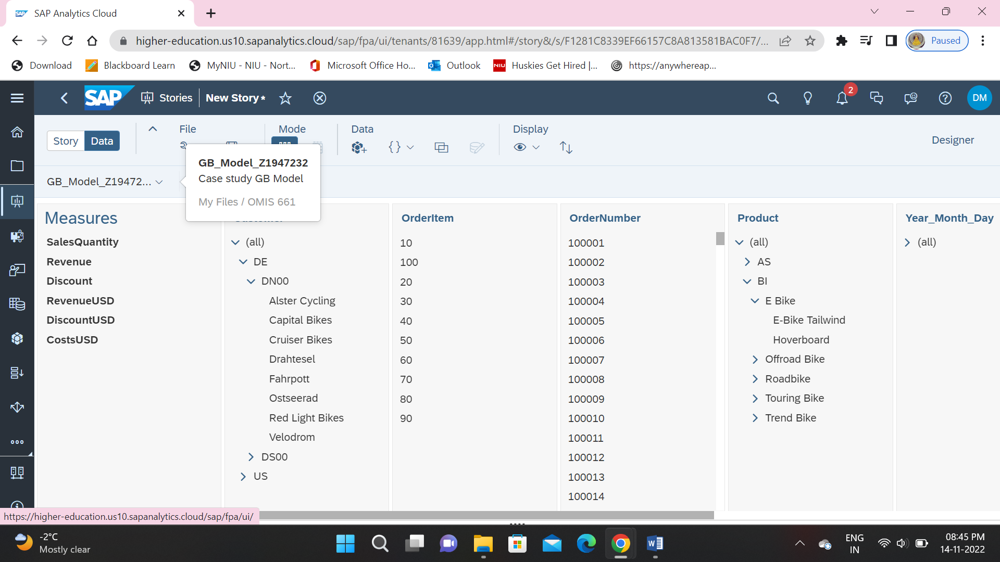 SAP Analytics Cloud
higher-education.us10.sapanalytics.cloud/sap/fpa/ui/tenants/81639/app.html#/story&/s/F1281C8339EF66157C8A813581BAC0F7/...
Paused
Download
Blackboard Learn
MyNIU - NIU - Nort...
Microsoft Office Ho...
Outlook
NIU
Huskies Get Hired |...
https://anywhereap...
SAP
Stories
New Story*
2
DM
Story
Data
File
Mode
Data
Display
Designer
GB_Model_Z19472...
GB_Model_Z1947232
Case study GB Model
My Files / OMIS 661
Measures
SalesQuantity
Revenue
Discount
RevenueUSD
DiscountUSD
CostsUSD
Customer
(all)
DE
DN00
Alster Cycling
Capital Bikes
Cruiser Bikes
Drahtesel
Fahrpott
Ostseerad
Red Light Bikes
Velodrom
DS00
US
OrderItem
10
100
20
30
40
50
60
70
80
90
OrderNumber
100001
100002
100003
100004
100005
100006
100007
100008
100009
100010
100011
100012
100013
100014
Product
(all)
AS
BI
E Bike
E-Bike Tailwind
Hoverboard
Offroad Bike
Roadbike
Touring Bike
Trend Bike
Year_Month_Day
(all)
https://higher-education.us10.sapanalytics.cloud/sap/fpa/ui/
-2°C
Mostly clear
ENG
IN
08:45 PM
14-11-2022